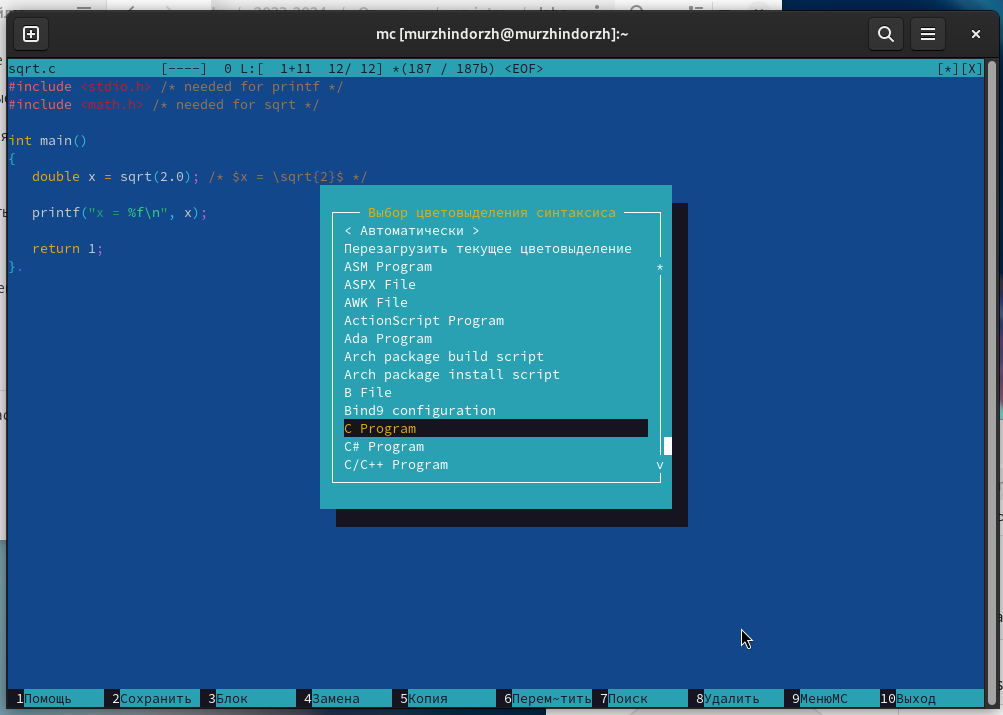 mc [murzhindorzh@murzhindorzh]:~
sqrt.c [----] 0 L:[ 1+11 12/ 12] *(187 / 187b) <EOF> [*][X]
#include <stdio.h> /* needed for printf */
#include <math.h> /* needed for sqrt */
int main()
{
double x = sqrt(2.0); /* $x = \sqrt{2}$ */
printf("x = %f\n", x);
return 1;
}.
Выбор цветовыделения синтаксиса
< Автоматически >
Перезагрузить текущее цветовыделение
ASM Program
ASPX File
AWK File
ActionScript Program
Ada Program
Arch package build script
Arch package install script
B File
Bind9 configuration
C Program
C# Program
C/C++ Program
1Помощь 2Сохранить 3Блок 4Замена 5Копия 6Перем~тить 7Поиск 8Удалить 9МенюMC 10Выход